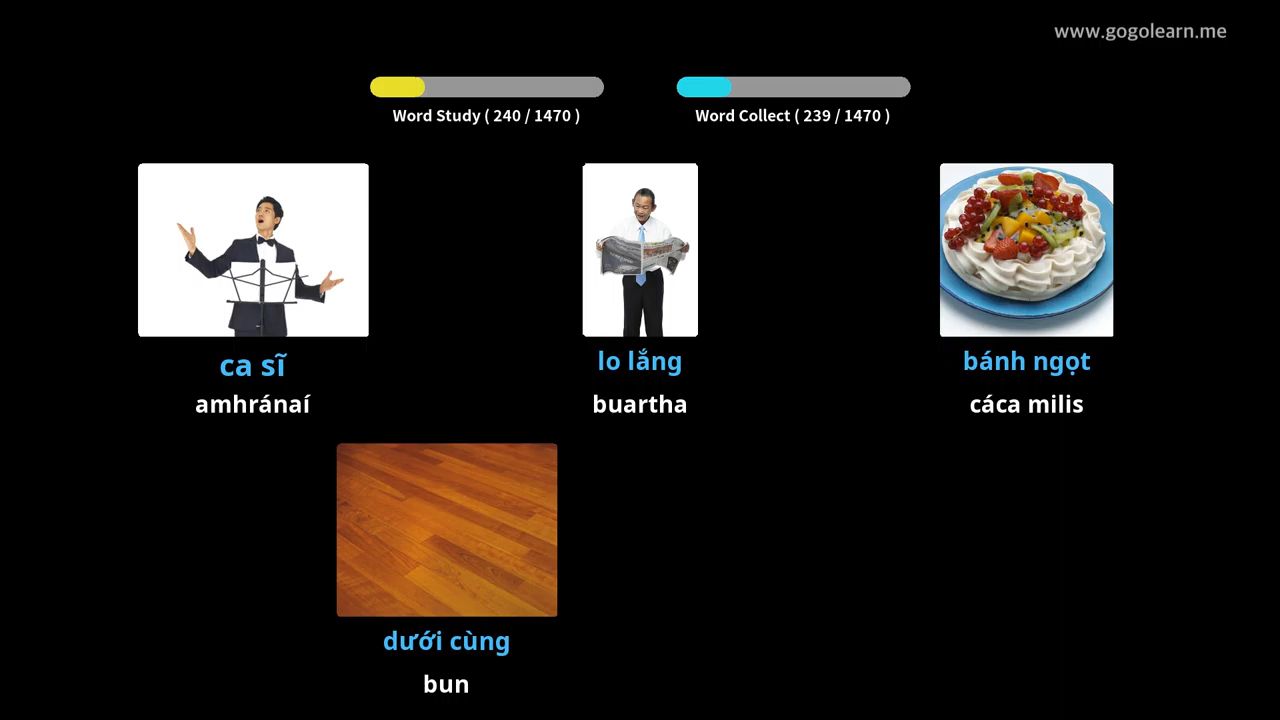 www.gogolearn.me
Word Study ( 240 / 1470 )
Word Collect ( 239 / 1470 )
ca sĩ
amhránaí
lo lắng
buartha
bánh ngọt
cáca milis
dưới cùng
bun